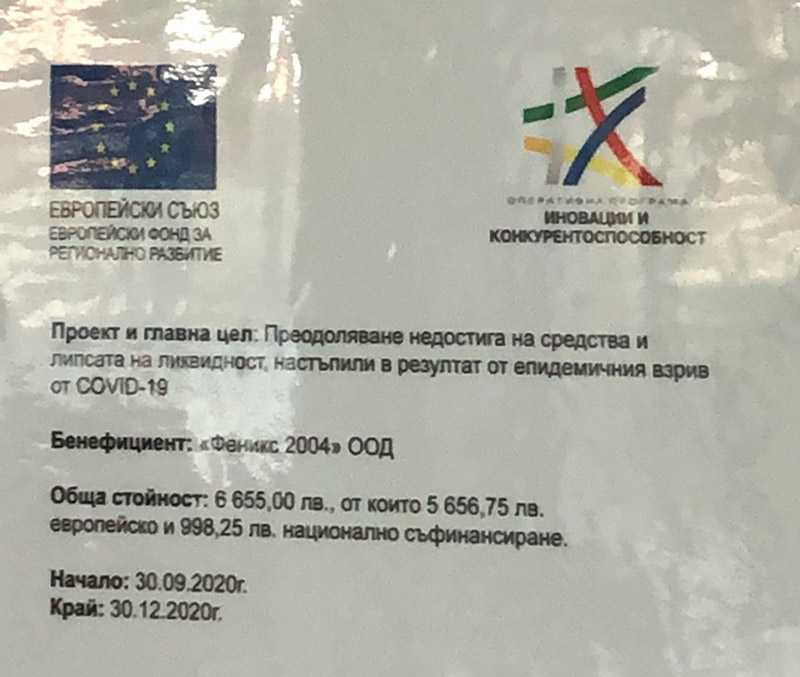 ЕВРОПЕЙСКИ СЪЮЗ
ЕВРОПЕЙСКИ ФОНД ЗА
РЕГИОНАЛНО РАЗВИТИЕ
ОПЕРАТИВНА ПРОГРАМА
ИНОВАЦИИ И
КОНКУРЕНТОСПОСОБНОСТ
Проект и главна цел: Преодоляване недостига на средства и
липсата на ликвидност, настъпили в резултат от епидемичния взрив
от COVID-19
Бенефициент: «Феникс 2004» ООД
Обща стойност: 6 655,00 лв., от които 5 656,75 лв.
европейско и 998,25 лв. национално съфинансиране.
Начало: 30.09.2020г.
Край: 30.12.2020г.